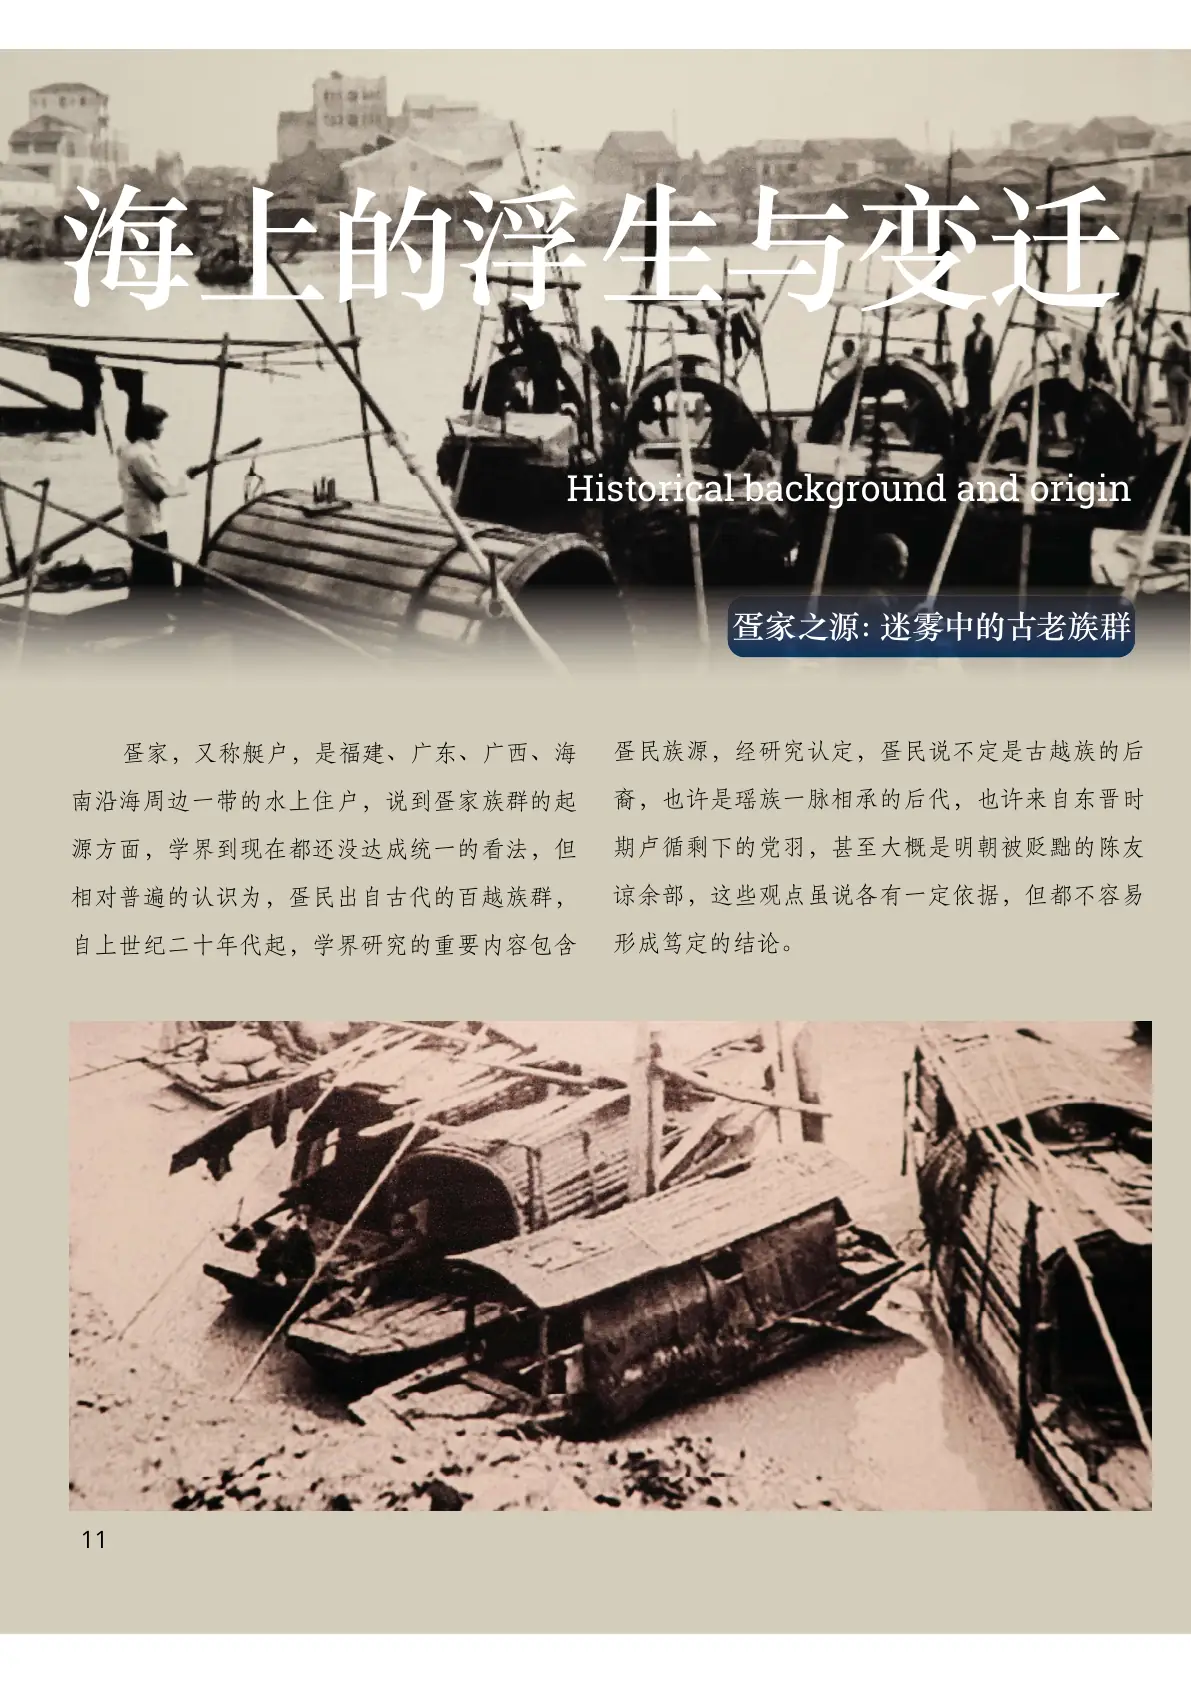 海上的浮生与变迁
Historical background and origin
疍家之源：迷雾中的古老族群
疍家，又称艇户，是福建、广东、广西、海
南沿海周边一带的水上住户，说到疍家族群的起
源方面，学界到现在都还没达成统一的看法，但
相对普遍的认识为，疍民出自古代的百越族群，
自上世纪二十年代起，学界研究的重要内容包含
疍民族源，经研究认定，疍民说不定是古越族的后
裔，也许是瑶族一脉相承的后代，也许来自东晋时
期卢循剩下的党羽，甚至大概是明朝被贬黜的陈友
谅余部，这些观点虽说各有一定依据，但都不容易
形成笃定的结论。
11